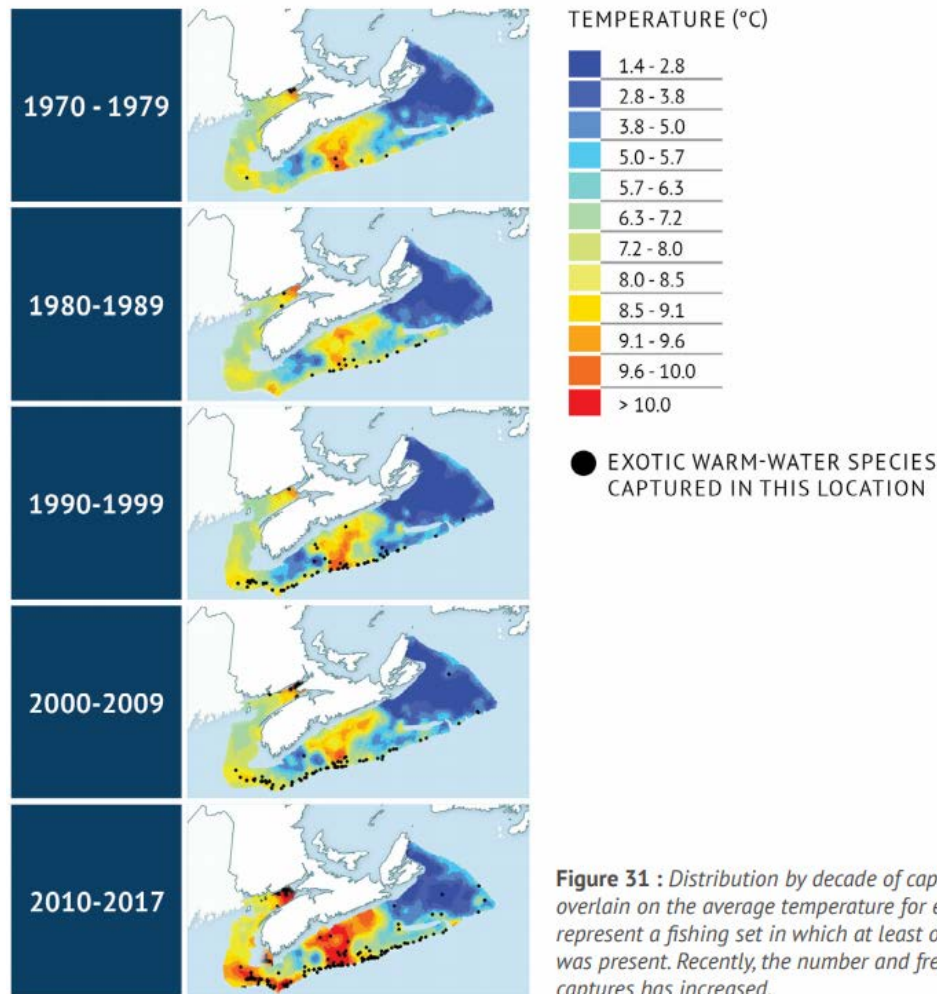 1970 - 1979
1980-1989
1990-1999
2000-2009
2010-2017
TEMPERATURE (°C)
1.4 - 2.8
2.8 - 3.8
3.8 - 5.0
5.0 - 5.7
5.7 - 6.3
6.3 - 7.2
7.2 - 8.0
8.0 - 8.5
8.5 - 9.1
9.1 - 9.6
9.6 - 10.0
> 10.0
EXOTIC WARM-WATER SPECIES
CAPTURED IN THIS LOCATION
Figure 31 : Distribution by decade of cap
overlain on the average temperature for e
represent a fishing set in which at least o
was present. Recently, the number and fre
captures has increased.